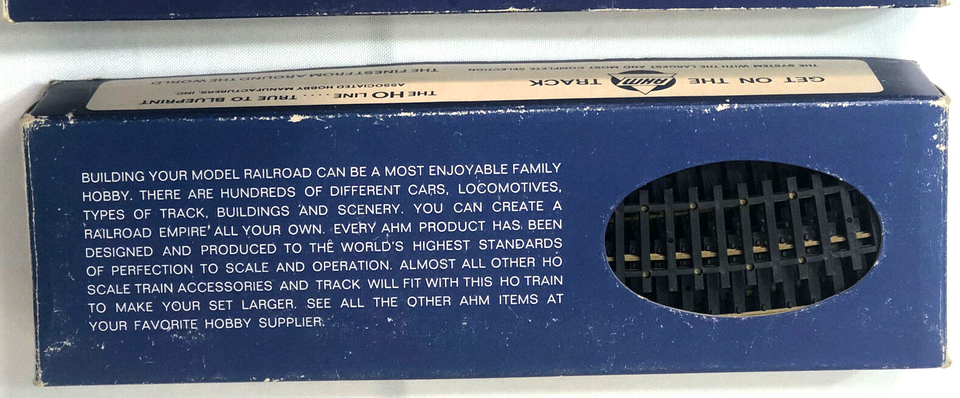 THE HO LINE .... TRUE TO BLUEPRINT
ASSOCIATED HOBBY MANUFACTURERS, INC.
THE FINEST FROM AROUND THE WORLD
GET ON THE AHM TRACK
THE SYSTEM WITH THE LARGEST AND MOST COMPLETE SELECTION
BUILDING YOUR MODEL RAILROAD CAN BE A MOST ENJOYABLE FAMILY
HOBBY. THERE ARE HUNDREDS OF DIFFERENT CARS, LOCOMOTIVES,
TYPES OF TRACK, BUILDINGS AND SCENERY. YOU CAN CREATE A
RAILROAD EMPIRE ALL YOUR OWN. EVERY AHM PRODUCT HAS BEEN
DESIGNED AND PRODUCED TO THE WORLD'S HIGHEST STANDARDS
OF PERFECTION TO SCALE AND OPERATION. ALMOST ALL OTHER HO
SCALE TRAIN ACCESSORIES AND TRACK WILL FIT WITH THIS HO TRAIN
TO MAKE YOUR SET LARGER. SEE ALL THE OTHER AHM ITEMS AT
YOUR FAVORITE HOBBY SUPPLIER.